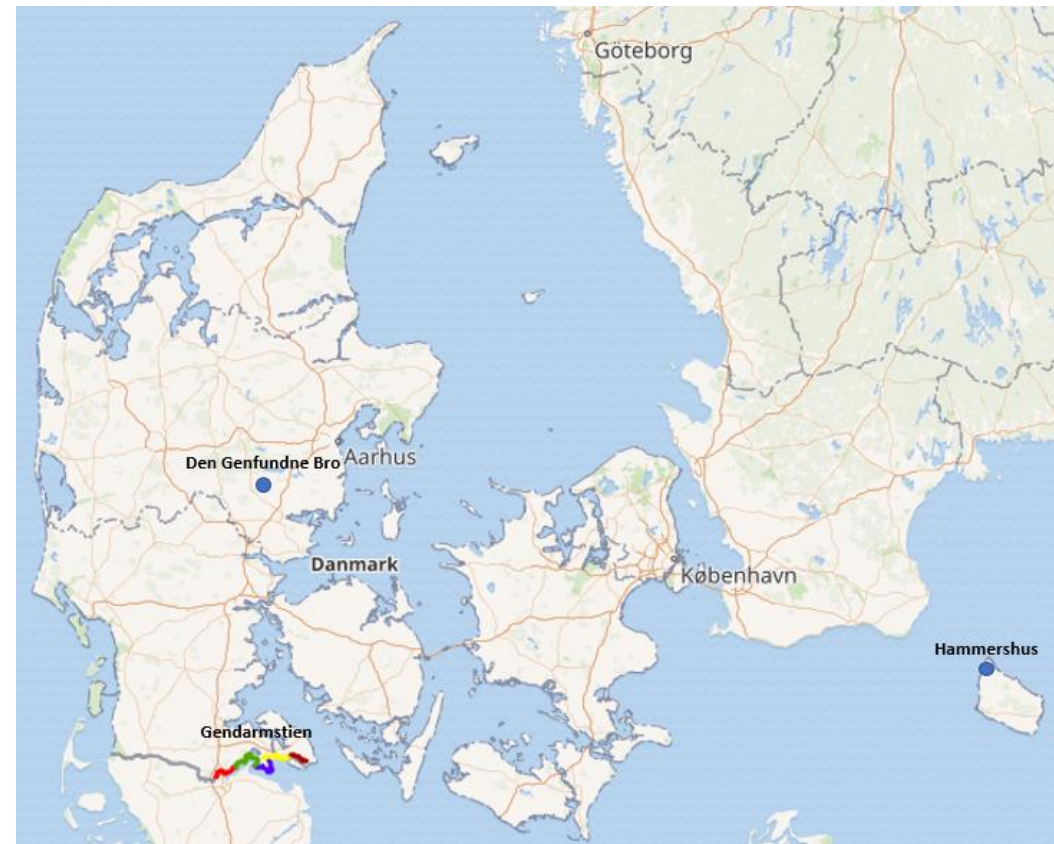 Göteborg
Aarhus
Den Genfundne Bro
Danmark
København
Hammershus
Gendarmstien